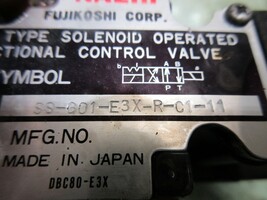 NACHI
FUJIKOSHI CORP.
TYPE SOLENOID OPERATED
CTIONAL CONTROL VALVE
YMBOL
A B
P T
SS-G01-E3X-R-C1-11
MFG.NO.
MADE IN JAPAN
DBC80-E3X